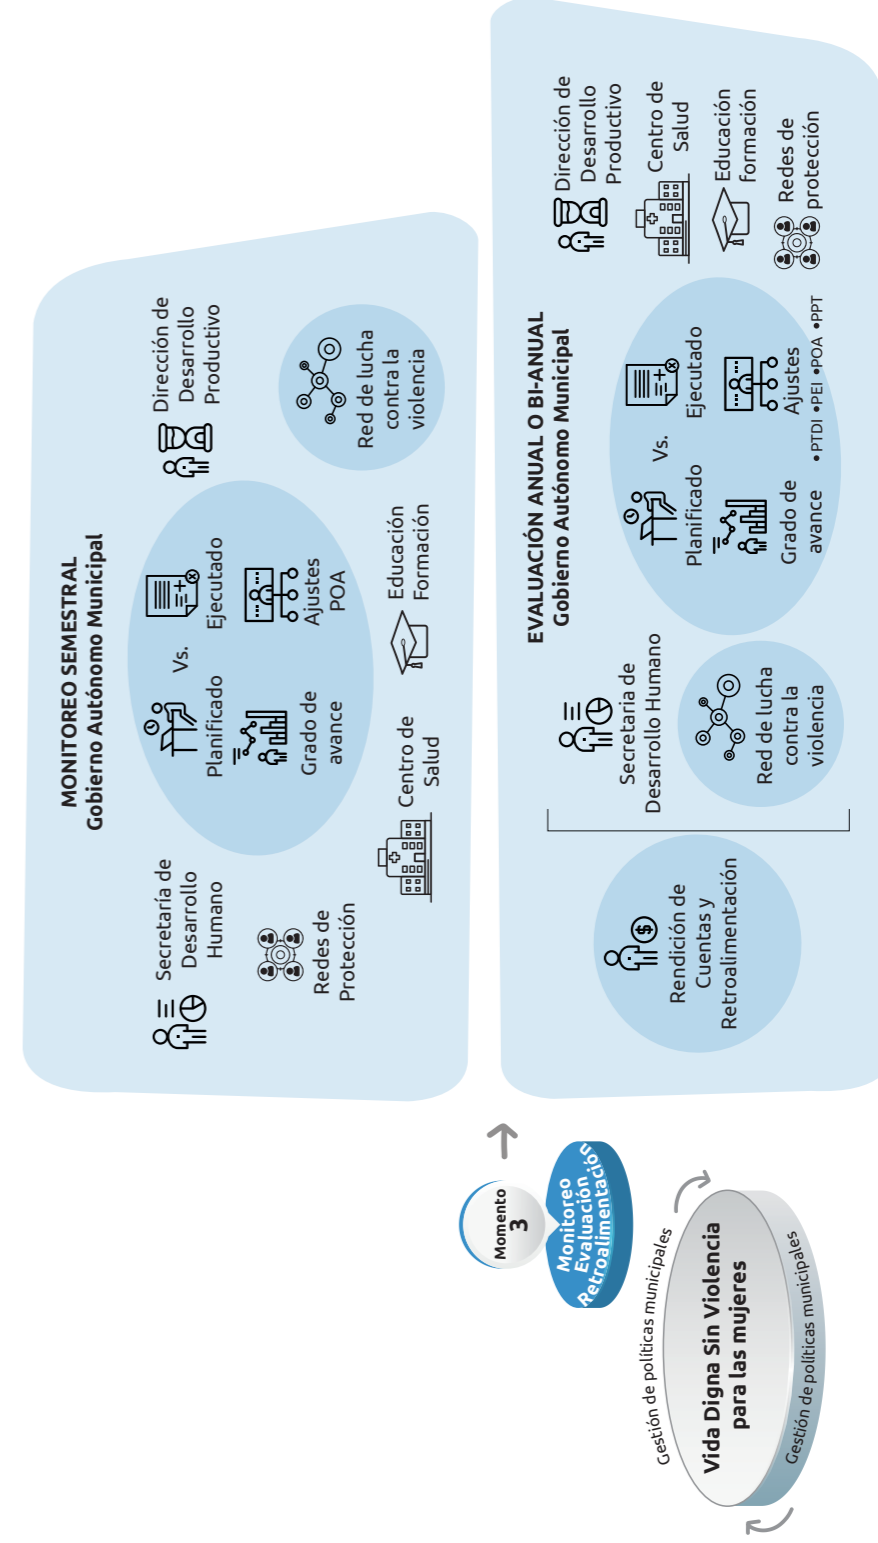 MONITOREO SEMESTRAL
Gobierno Autónomo Municipal
Secretaría de
Desarrollo
Humano
Redes de
Protección
Planificado
Vs.
Ejecutado
Grado de
avance
Ajustes
POA
Centro de
Salud
Educación
Formación
Dirección de
Desarrollo
Productivo
Red de lucha
contra la
violencia
Momento
3
Monitoreo
Evaluación
Retroalimentación
Gestión de políticas municipales
Vida Digna Sin Violencia
para las mujeres
Gestión de políticas municipales
EVALUACIÓN ANUAL O BI-ANUAL
Gobierno Autónomo Municipal
Rendición de
Cuentas y
Retroalimentación
Secretaria de
Desarrollo Humano
Red de lucha
contra la
violencia
Planificado
Vs.
Ejecutado
Grado de
avance
Ajustes
•PTDI •PEI •POA •PPT
Dirección de
Desarrollo
Productivo
Centro de
Salud
Educación
formación
Redes de
protección